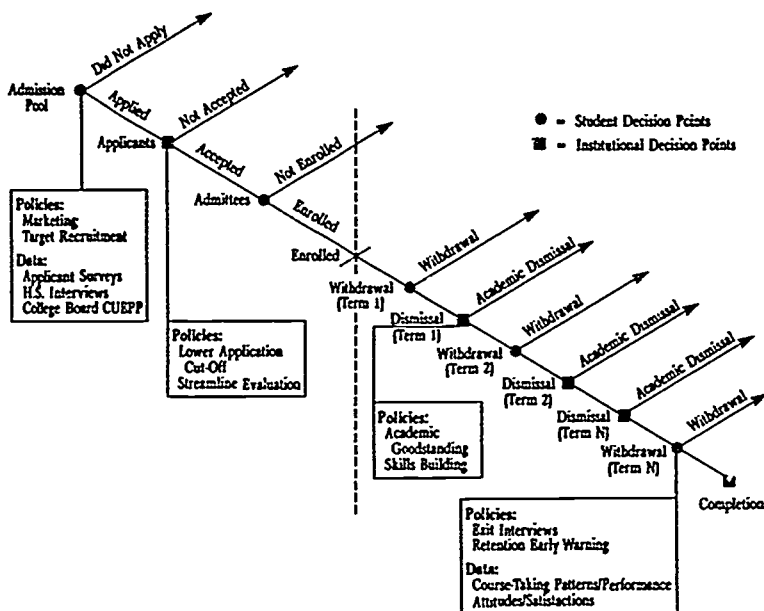 Did Not Apply
Admission
Pool
Applied
Not Accepted
Applicants
Accepted
Not Enrolled
Admittees
Enrolled
Enrolled
● = Student Decision Points
■ = Institutional Decision Points
Policies:
Marketing
Target Recruitment
Data:
Applicant Surveys
H.S. Interviews
College Board CUEPP
Policies:
Lower Application
Cut-Off
Streamline Evaluation
Withdrawal
Withdrawal
(Term 1)
Academic Dismissal
Dismissal
(Term 1)
Withdrawal
Withdrawal
(Term 2)
Academic Dismissal
Dismissal
(Term 2)
Academic Dismissal
Dismissal
(Term N)
Withdrawal
Withdrawal
(Term N)
Completion
Policies:
Academic
Goodstanding
Skills Building
Policies:
Exit Interviews
Retention Early Warning
Data:
Course-Taking Patterns/Performance
Attitudes/Satisfactions